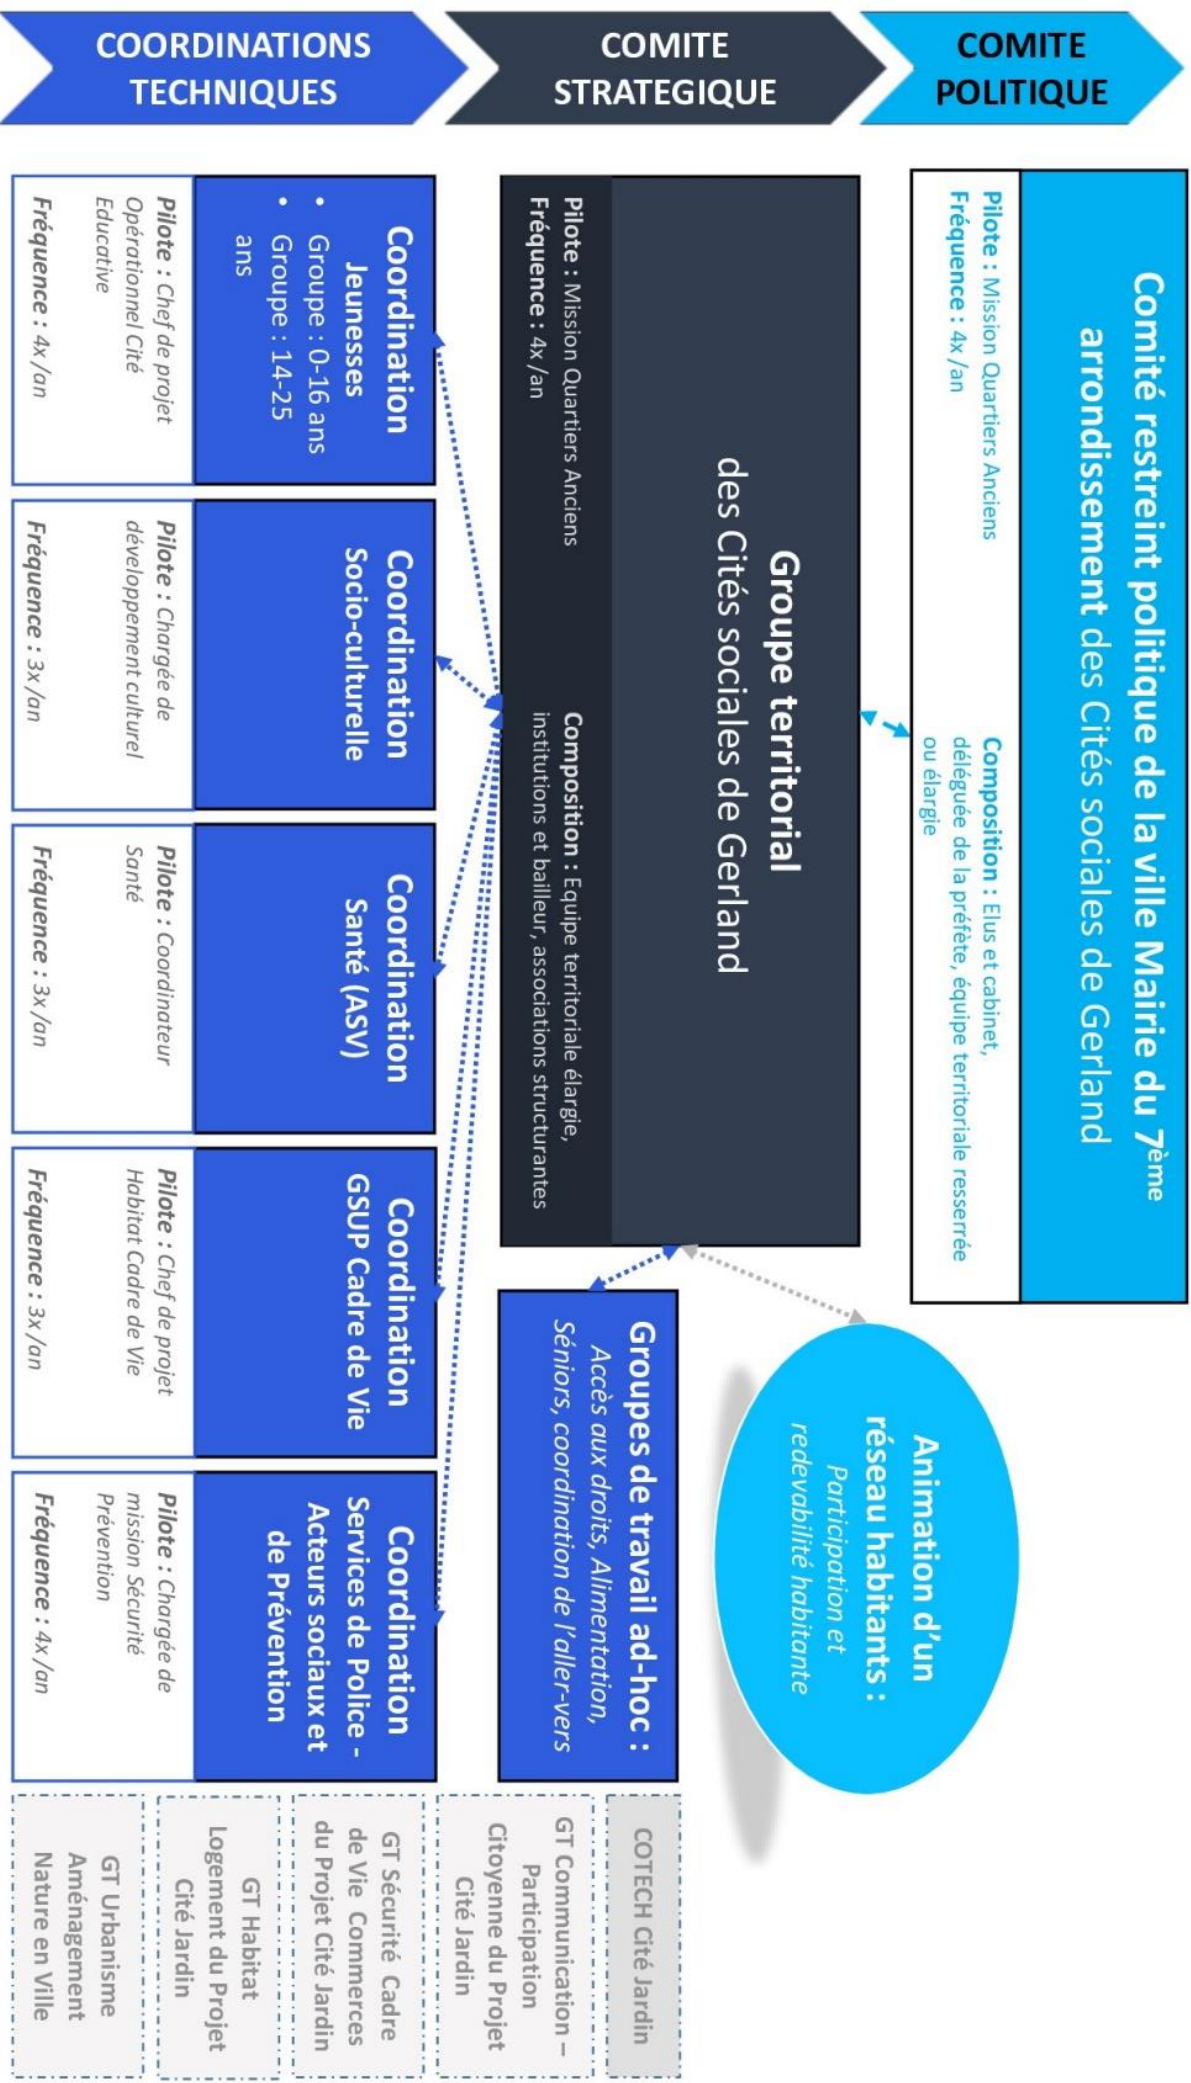 COMITE
POLITIQUE
Comité restreint politique de la ville Mairie du 7ème
arrondissement des Cités sociales de Gerland
Pilote : Mission Quartiers Anciens
Fréquence : 4x /an
Composition : Elus et cabinet,
déléguée de la préfète, équipe territoriale resserrée
ou élargie
Animation d’un
réseau habitants :
Participation et
redevabilité habitante
COMITE
STRATEGIQUE
Groupe territorial
des Cités sociales de Gerland
Pilote : Mission Quartiers Anciens
Fréquence : 4x /an
Composition : Equipe territoriale élargie,
institutions et bailleur, associations structurantes
Groupes de travail ad-hoc :
Accès aux droits, Alimentation,
Séniors, coordination de l’aller-vers
COORDINATIONS
TECHNIQUES
Coordination
Jeunesses
• Groupe : 0-16 ans
• Groupe : 14-25
ans
Pilote : Chef de projet
Opérationnel Cité
Educative
Fréquence : 4x /an
Coordination
Socio-culturelle
Pilote : Chargée de
développement culturel
Fréquence : 3x /an
Coordination
Santé (ASV)
Pilote : Coordinateur
Santé
Fréquence : 3x /an
Coordination
GSUP Cadre de Vie
Pilote : Chef de projet
Habitat Cadre de Vie
Fréquence : 3x /an
Coordination
Services de Police -
Acteurs sociaux et
de Prévention
Pilote : Chargée de
mission Sécurité
Prévention
Fréquence : 4x /an
COTECH Cité Jardin
GT Communication –
Participation
Citoyenne du Projet
Cité Jardin
GT Sécurité Cadre
de Vie Commerces
du Projet Cité Jardin
GT Habitat
Logement du Projet
Cité Jardin
GT Urbanisme
Aménagement
Nature en Ville